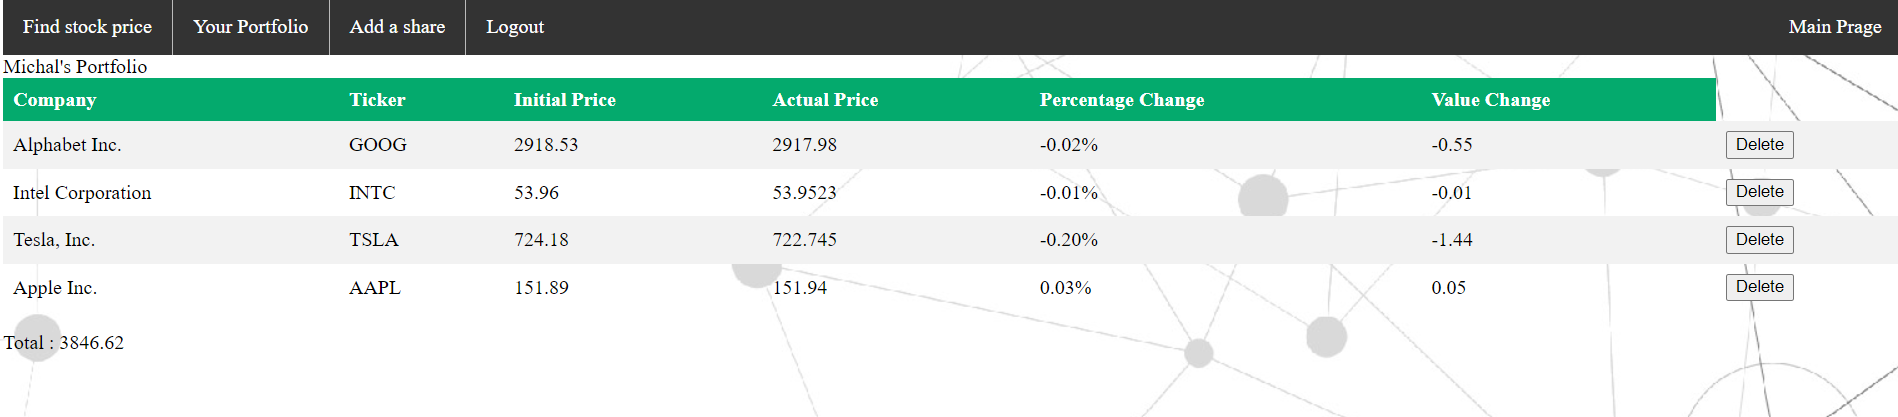 Find stock price Your Portfolio Add a share Logout Main Prage
Michal's Portfolio
Company Ticker Initial Price Actual Price Percentage Change Value Change
Alphabet Inc. GOOG 2918.53 2917.98 -0.02% -0.55 Delete
Intel Corporation INTC 53.96 53.9523 -0.01% -0.01 Delete
Tesla, Inc. TSLA 724.18 722.745 -0.20% -1.44 Delete
Apple Inc. AAPL 151.89 151.94 0.03% 0.05 Delete
Total : 3846.62